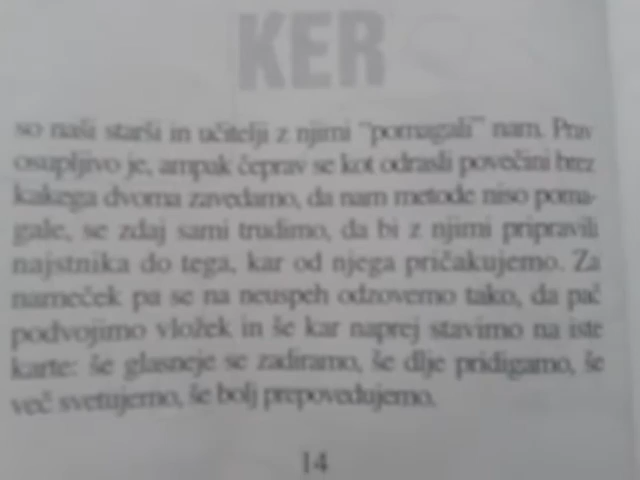 KER
so naši starši in učitelji z njimi "pomagali" nam. Prav
osupljivo je, ampak čeprav se kot odrasli povečini brez
kakega dvoma zavedamo, da nam metode niso poma-
gale, se zdaj sami trudimo, da bi z njimi pripravili
najstnika do tega, kar od njega pričakujemo. Za
nameček pa se na neuspeh odzovemo tako, da pač
podvojimo vložek in še kar naprej stavimo na iste
karte: še glasneje se zadiramo, še dlje pridigamo, še
več svetujemo, še bolj prepovedujemo.
14